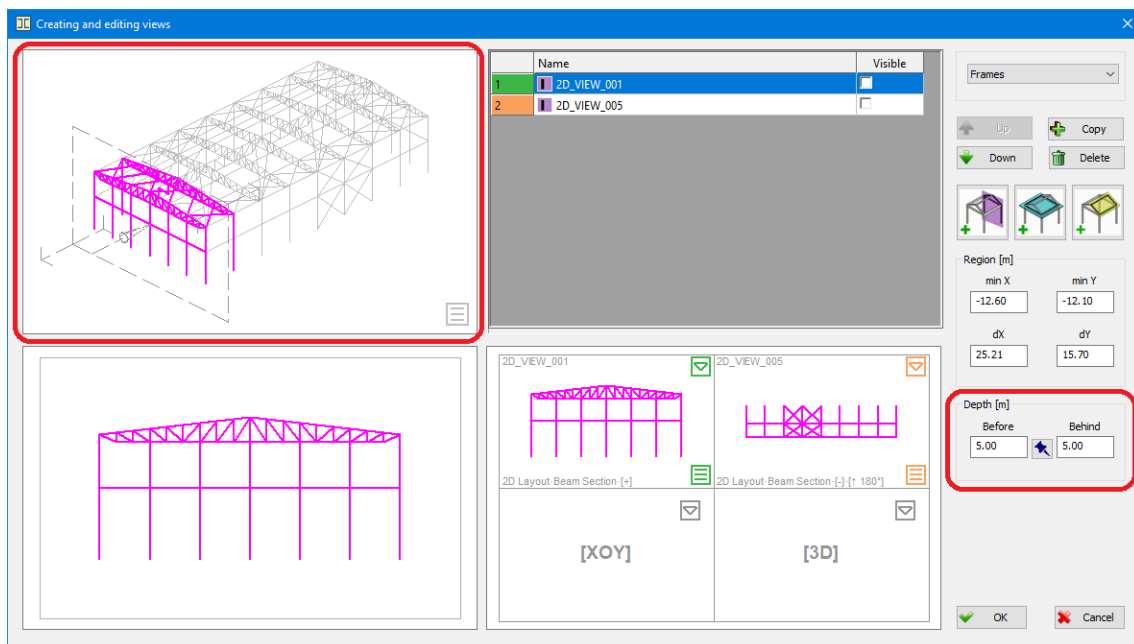 Creating and editing views
Name Visible
1 2D_VIEW_001
2 2D_VIEW_005
Frames
Up Copy
Down Delete
Region [m]
min X min Y
-12.60 -12.10
dX dY
25.21 15.70
Depth [m]
Before Behind
5.00 5.00
2D_VIEW_001 2D_VIEW_005
2D Layout·Beam Section·[+] 2D Layout·Beam Section·[-]·[↑ 180°]
[XOY] [3D]
OK Cancel